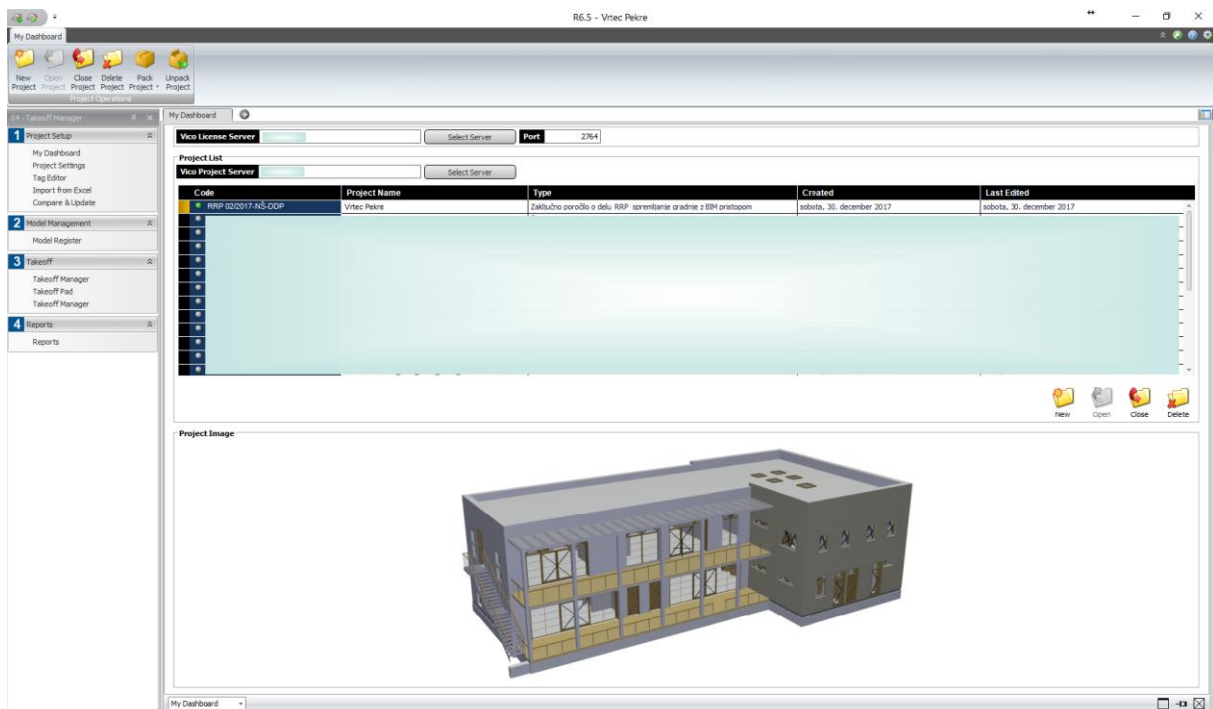 R6.5 - Vrtec Pekre
My Dashboard
New Project
Open Project
Close Project
Delete Project
Pack Project
Unpack Project
Project Operations
04 - Takeoff Manager
1 Project Setup
My Dashboard
Project Settings
Tag Editor
Import from Excel
Compare & Update
2 Model Management
Model Register
3 Takeoff
Takeoff Manager
Takeoff Pad
Takeoff Manager
4 Reports
Reports
My Dashboard
Vico License Server Select Server Port 2764
Project List
Vico Project Server Select Server
Code Project Name Type Created Last Edited
RRP 02/2017-NŠ-DDP Vrtec Pekre Zaključno poročilo o delu RRP spremljanje gradnje z BIM pristopom sobota, 30. december 2017 sobota, 30. december 2017
New Open Close Delete
Project Image
My Dashboard